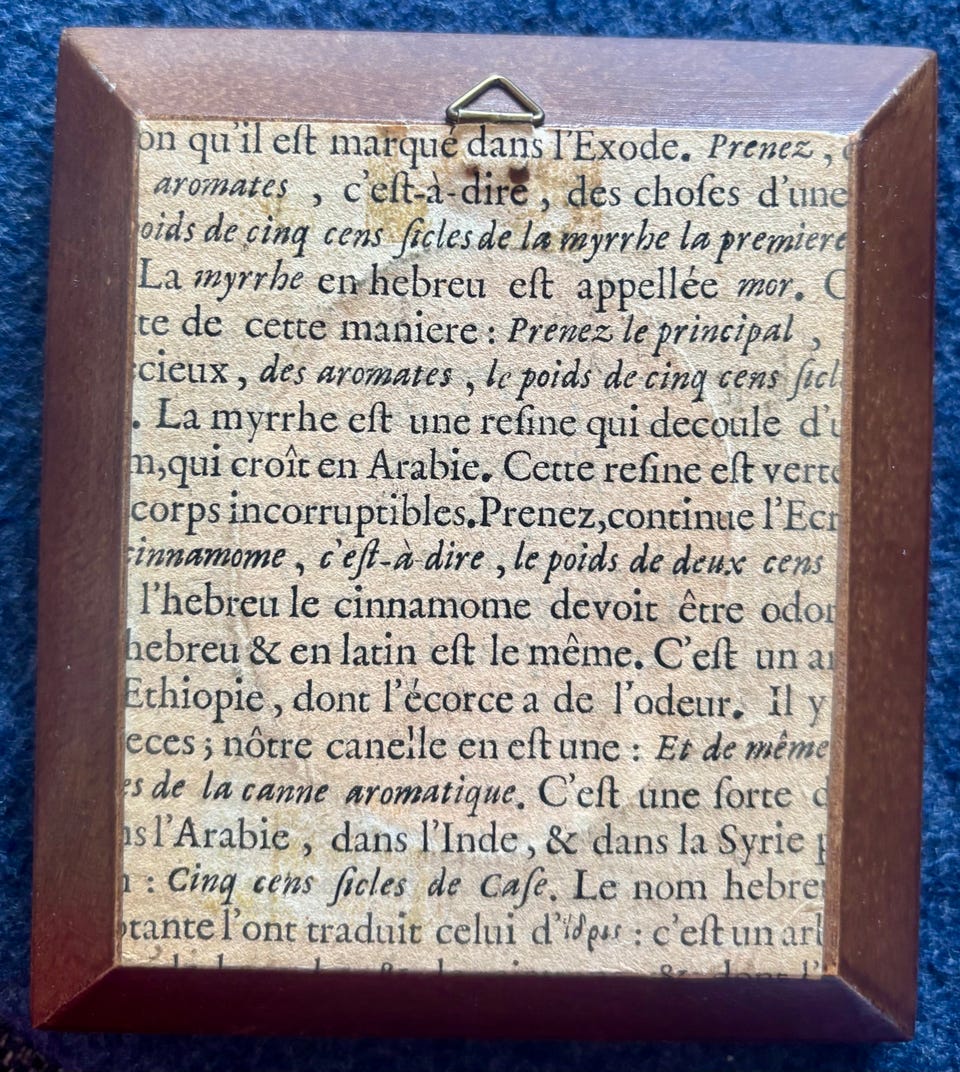 on qu'il eſt marqué dans l'Exode. Prenez,
aromates, c'eſt-à-dire, des choſes d'une
oids de cinq cens ſicles de la myrrhe la premiere
La myrrhe en hebreu eſt appellée mor. C
te de cette maniere : Prenez le principal,
cieux, des aromates, le poids de cinq cens ſicl
. La myrrhe eſt une reſine qui decoule d'u
m, qui croît en Arabie. Cette reſine eſt verte
corps incorruptibles. Prenez, continue l'Ecr
cinnamome, c'eſt-à-dire, le poids de deux cens
l'hebreu le cinnamome devoit être odor
hebreu & en latin eſt le même. C'eſt un ar
Ethiopie, dont l'écorce a de l'odeur. Il y
eces ; nôtre canelle en eſt une : Et de même
es de la canne aromatique. C'eſt une ſorte d
ns l'Arabie, dans l'Inde, & dans la Syrie p
n : Cinq cens ſicles de Caſe. Le nom hebre
ptante l'ont traduit celui d' : c'eſt un arb